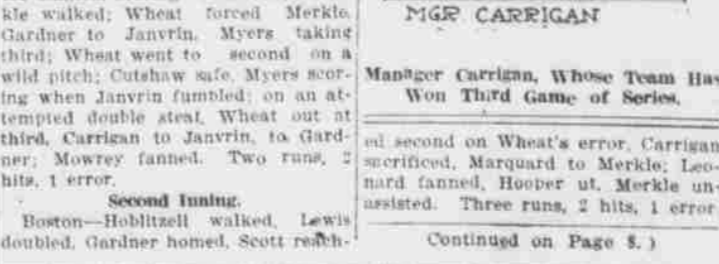 kle walked; Wheat forced Merkle,
Gardner to Janvrin, Myers taking
third; Wheat went to second on a
wild pitch; Cutshaw safe, Myers scor-
ing when Janvrin fumbled; on an at-
tempted double steal, Wheat out at
third, Carrigan to Janvrin, to Gard-
ner; Mowrey fanned. Two runs, 2
hits, 1 error.
Second Inning.
Boston—Hoblitzell walked, Lewis
doubled, Gardner homed, Scott reach-
MGR CARRIGAN
Manager Carrigan, Whose Team Has
Won Third Game of Series.
ed second on Wheat's error, Carrigan
sacrificed, Marquard to Merkle; Leo-
nard fanned, Hooper ut, Merkle un-
assisted. Three runs, 2 hits, 1 error
Continued on Page 8. )